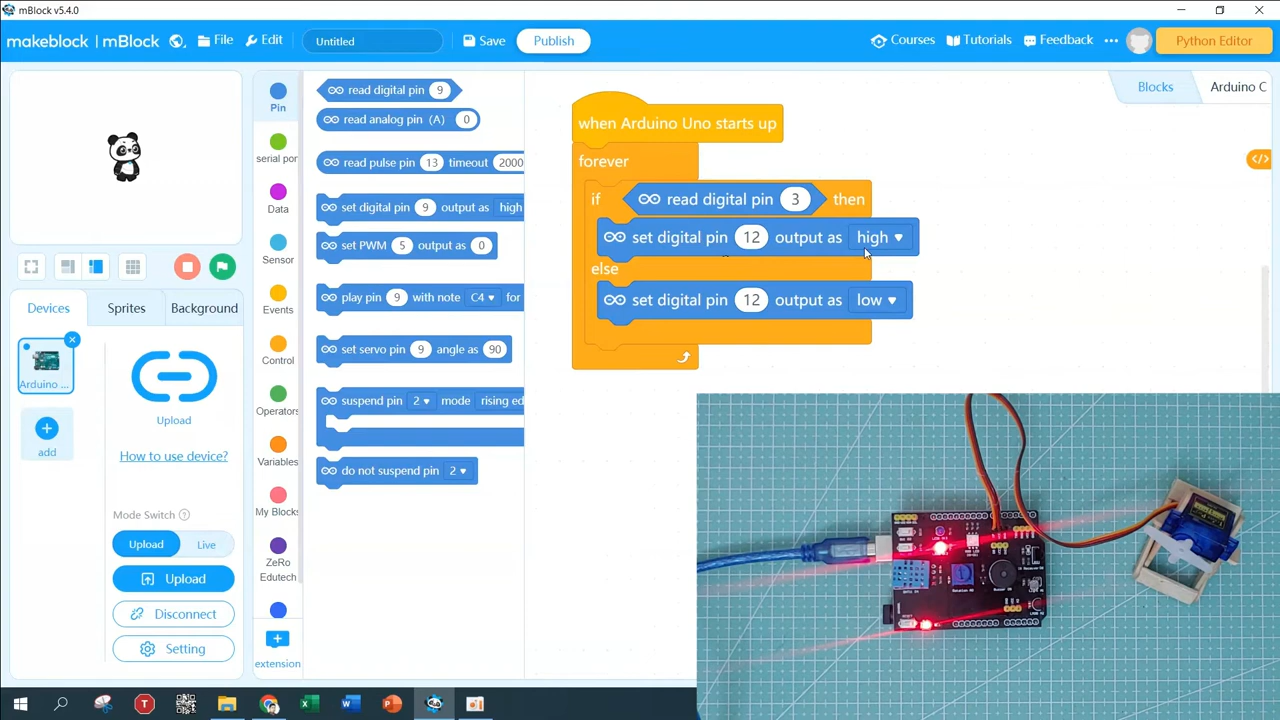 mBlock v5.4.0
makeblock | mBlock
File
Edit
Untitled
Save
Publish
Courses
Tutorials
Feedback
Python Editor
Devices
Sprites
Background
Arduino ...
add
Upload
How to use device?
Mode Switch
Upload
Live
Upload
Disconnect
Setting
Pin
serial port
Data
Sensor
Events
Control
Operators
Variables
My Blocks
ZeRo
Edutech
extension
read digital pin 9
read analog pin (A) 0
read pulse pin 13 timeout 2000
set digital pin 9 output as high
set PWM 5 output as 0
play pin 9 with note C4 for
set servo pin 9 angle as 90
suspend pin 2 mode rising ed
do not suspend pin 2
Blocks
Arduino C
when Arduino Uno starts up
forever
if read digital pin 3 then
set digital pin 12 output as high
else
set digital pin 12 output as low